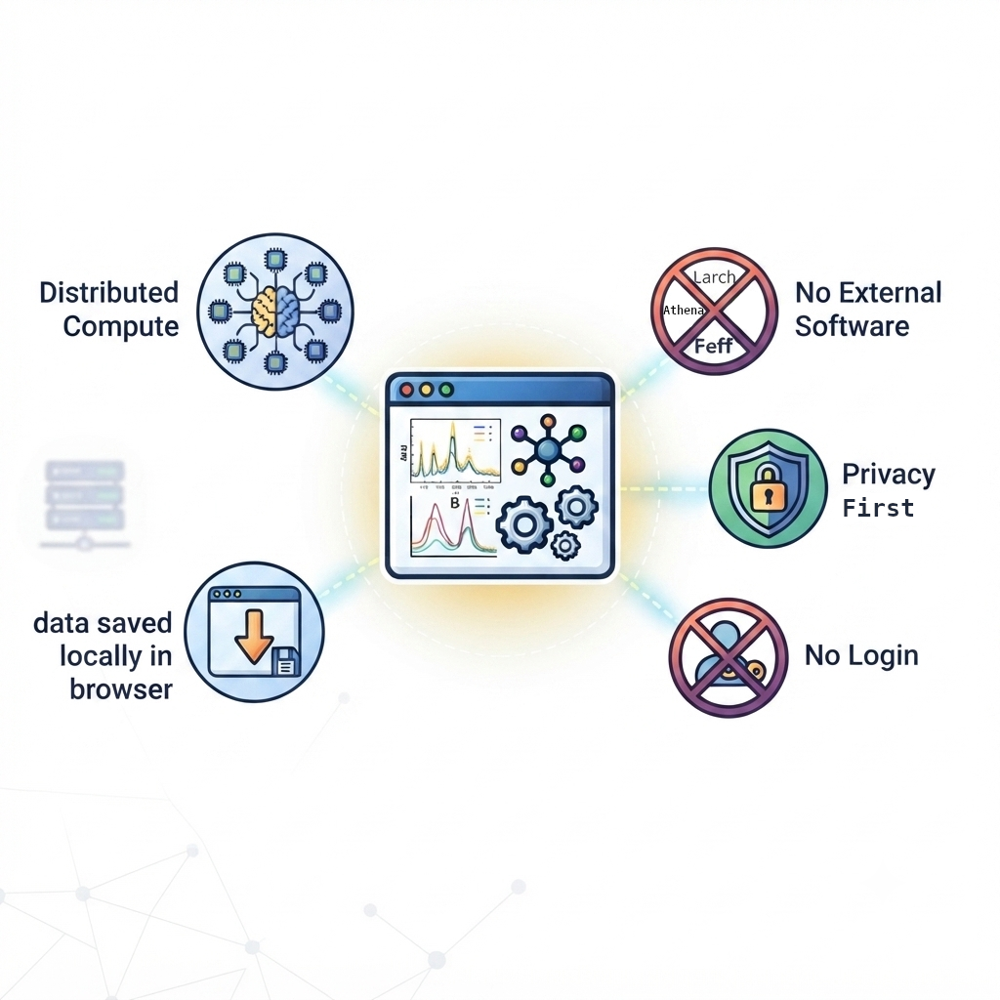 Distributed
Compute
data saved
locally in
browser
B
Larch
Athena
Feff
No External
Software
Privacy
First
No Login